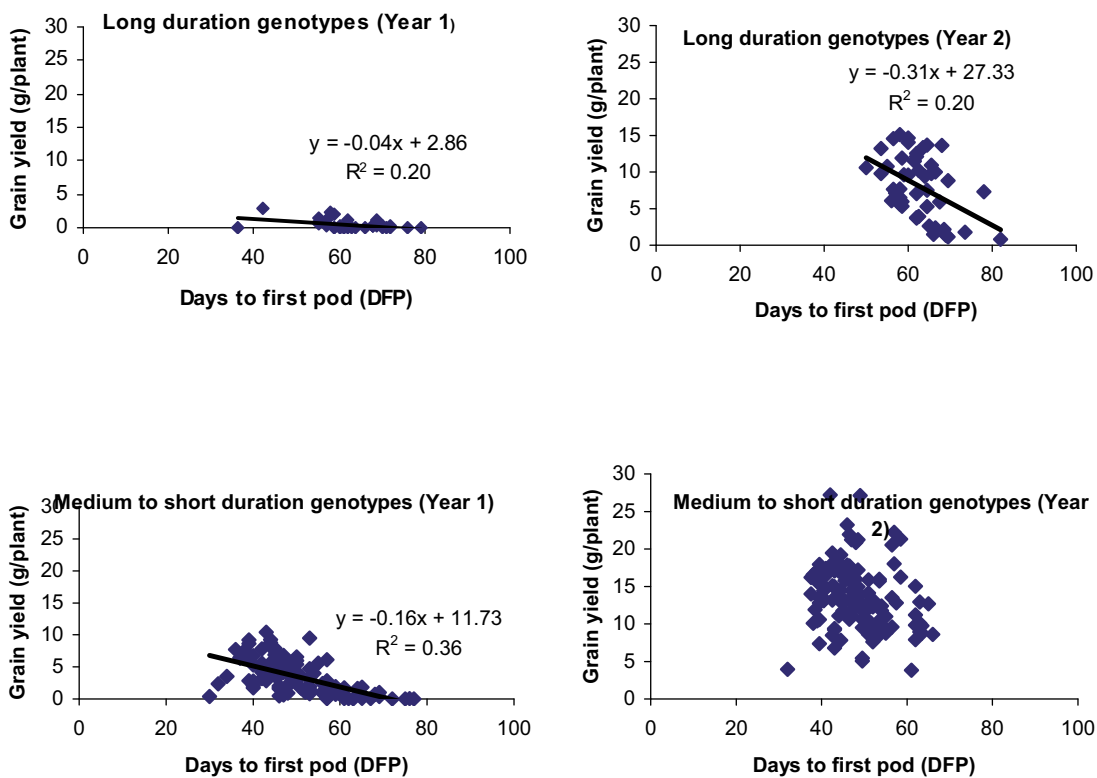 Long duration genotypes (Year 1)
30
25
20
15
10
5
0
Grain yield (g/plant)
y = -0.04x + 2.86
R² = 0.20
0 20 40 60 80 100
Days to first pod (DFP)
Long duration genotypes (Year 2)
30
25
20
15
10
5
0
Grain yield (g/plant)
y = -0.31x + 27.33
R² = 0.20
0 20 40 60 80 100
Days to first pod (DFP)
Medium to short duration genotypes (Year 1)
30
25
20
15
10
5
0
Grain yield (g/plant)
y = -0.16x + 11.73
R² = 0.36
0 20 40 60 80 100
Days to first pod (DFP)
Medium to short duration genotypes (Year
2)
30
25
20
15
10
5
0
Grain yield (g/plant)
0 20 40 60 80 100
Days to first pod (DFP)